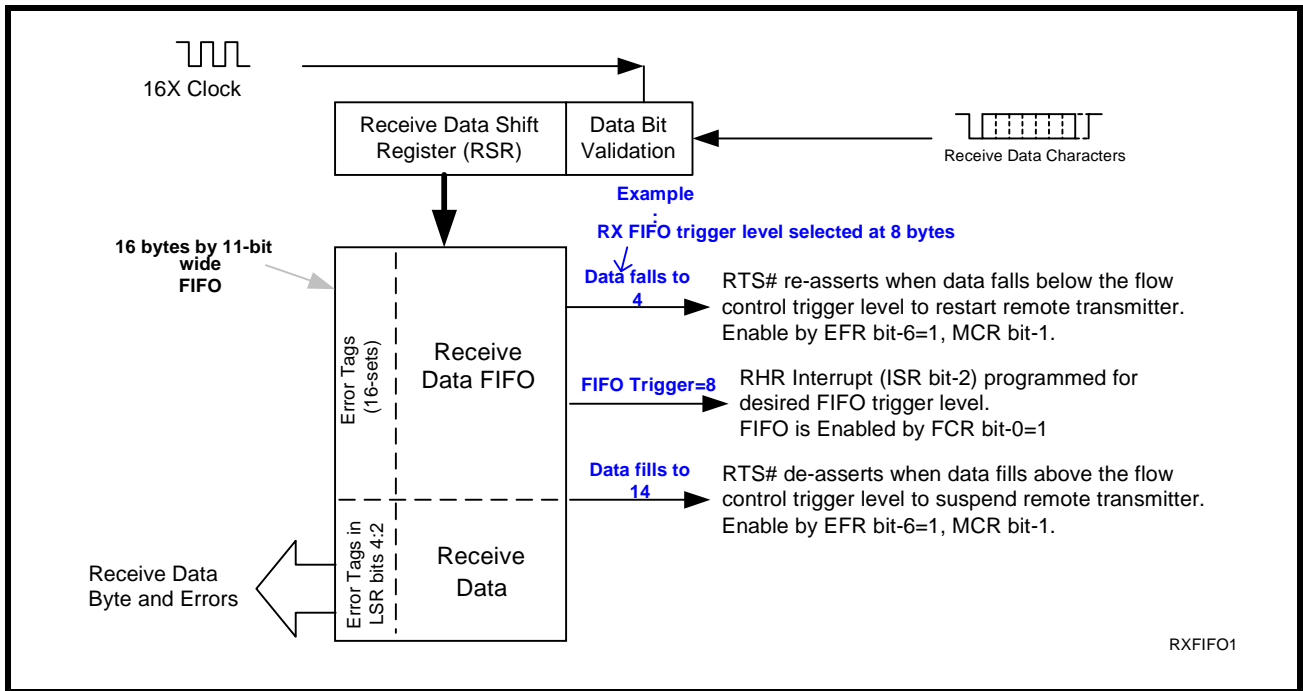 16X Clock
Receive Data Shift
Register (RSR)
Data Bit
Validation
Receive Data Characters
Example
:
RX FIFO trigger level selected at 8 bytes
16 bytes by 11-bit
wide
FIFO
Error Tags
(16-sets)
Receive
Data FIFO
Data falls to
4
RTS# re-asserts when data falls below the flow
control trigger level to restart remote transmitter.
Enable by EFR bit-6=1, MCR bit-1.
FIFO Trigger=8
RHR Interrupt (ISR bit-2) programmed for
desired FIFO trigger level.
FIFO is Enabled by FCR bit-0=1
Data fills to
14
RTS# de-asserts when data fills above the flow
control trigger level to suspend remote transmitter.
Enable by EFR bit-6=1, MCR bit-1.
Error Tags in
LSR bits 4:2
Receive
Data
Receive Data
Byte and Errors
RXFIFO1